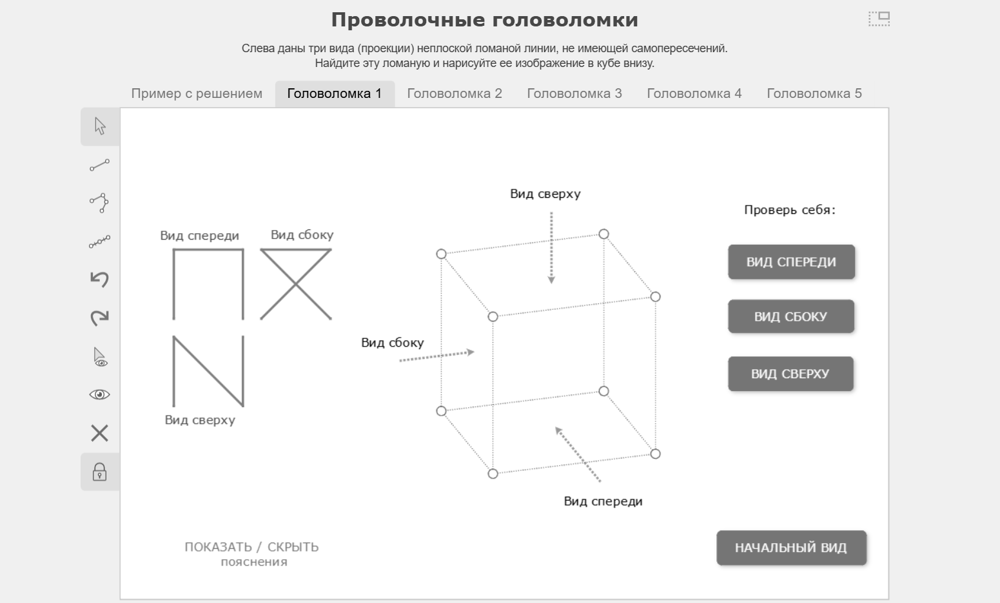 Проволочные головоломки
Слева даны три вида (проекции) неплоской ломаной линии, не имеющей самопересечений.
Найдите эту ломаную и нарисуйте ее изображение в кубе внизу.
Пример с решением
Головоломка 1
Головоломка 2
Головоломка 3
Головоломка 4
Головоломка 5
Вид спереди
Вид сбоку
Вид сверху
Вид сверху
Вид сбоку
Вид спереди
Проверь себя:
ВИД СПЕРЕДИ
ВИД СБОКУ
ВИД СВЕРХУ
ПОКАЗАТЬ / СКРЫТЬ
пояснения
НАЧАЛЬНЫЙ ВИД